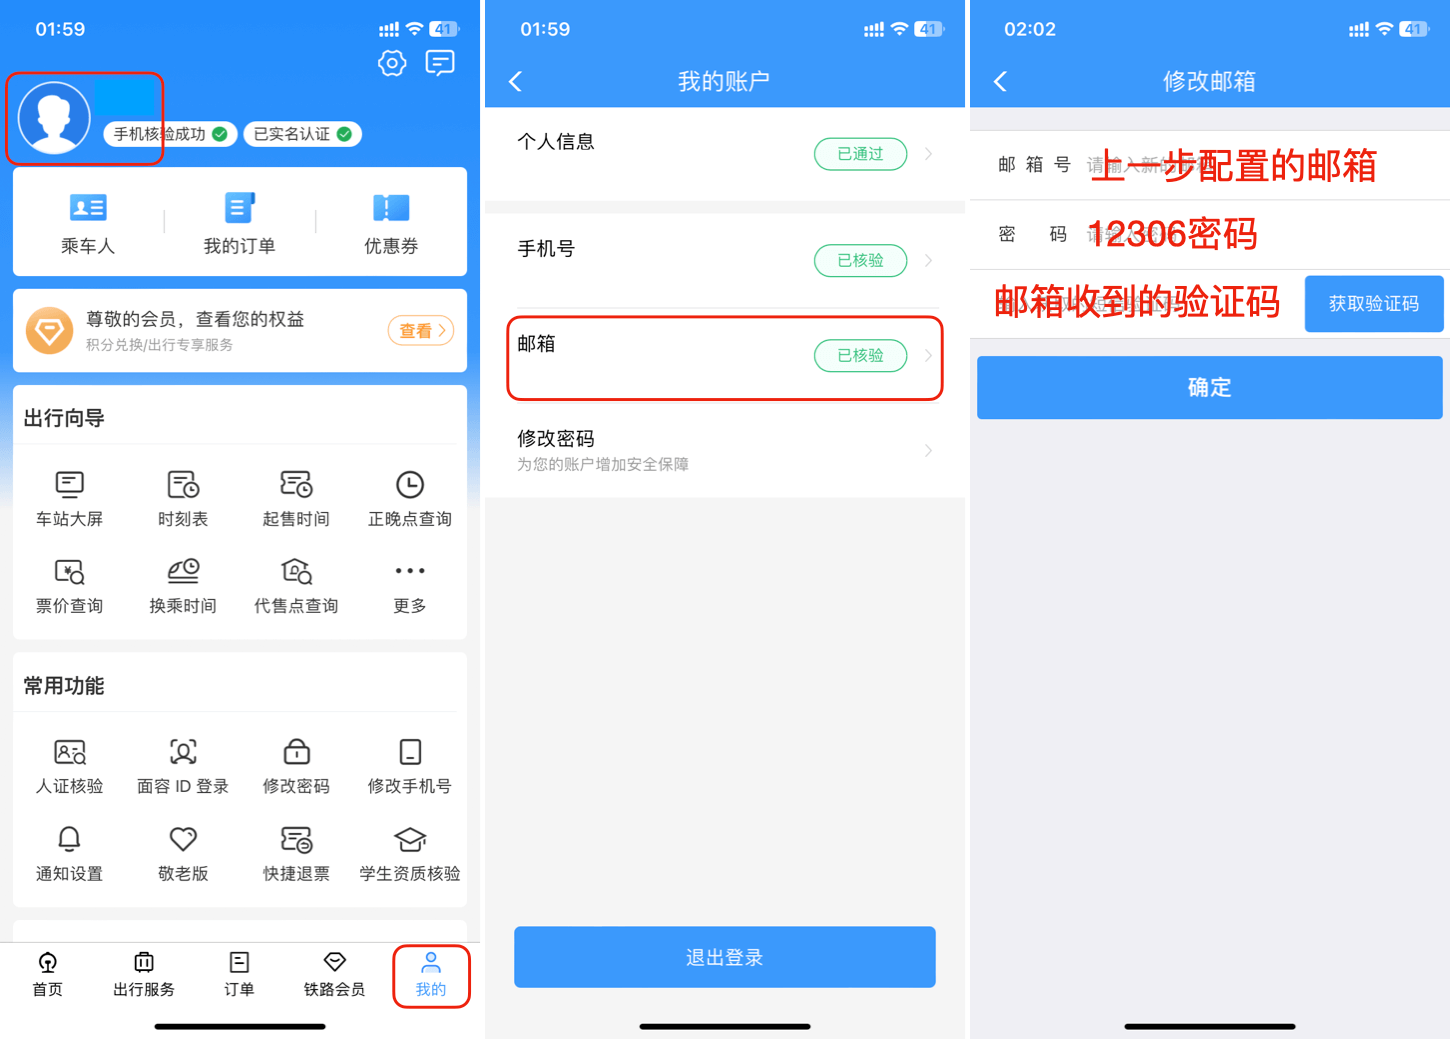 01:59
41
手机核验成功
已实名认证
乘车人
我的订单
优惠券
尊敬的会员，查看您的权益
积分兑换/出行专享服务
查看
出行向导
车站大屏
时刻表
起售时间
正晚点查询
票价查询
换乘时间
代售点查询
更多
常用功能
人证核验
面容 ID 登录
修改密码
修改手机号
通知设置
敬老版
快捷退票
学生资质核验
首页
出行服务
订单
铁路会员
我的
01:59
41
我的账户
个人信息
已通过
手机号
已核验
邮箱
已核验
修改密码
为您的账户增加安全保障
退出登录
02:02
41
修改邮箱
邮 箱 号
上一步配置的邮箱
密 码
12306密码
邮箱收到的验证码
获取验证码
确定